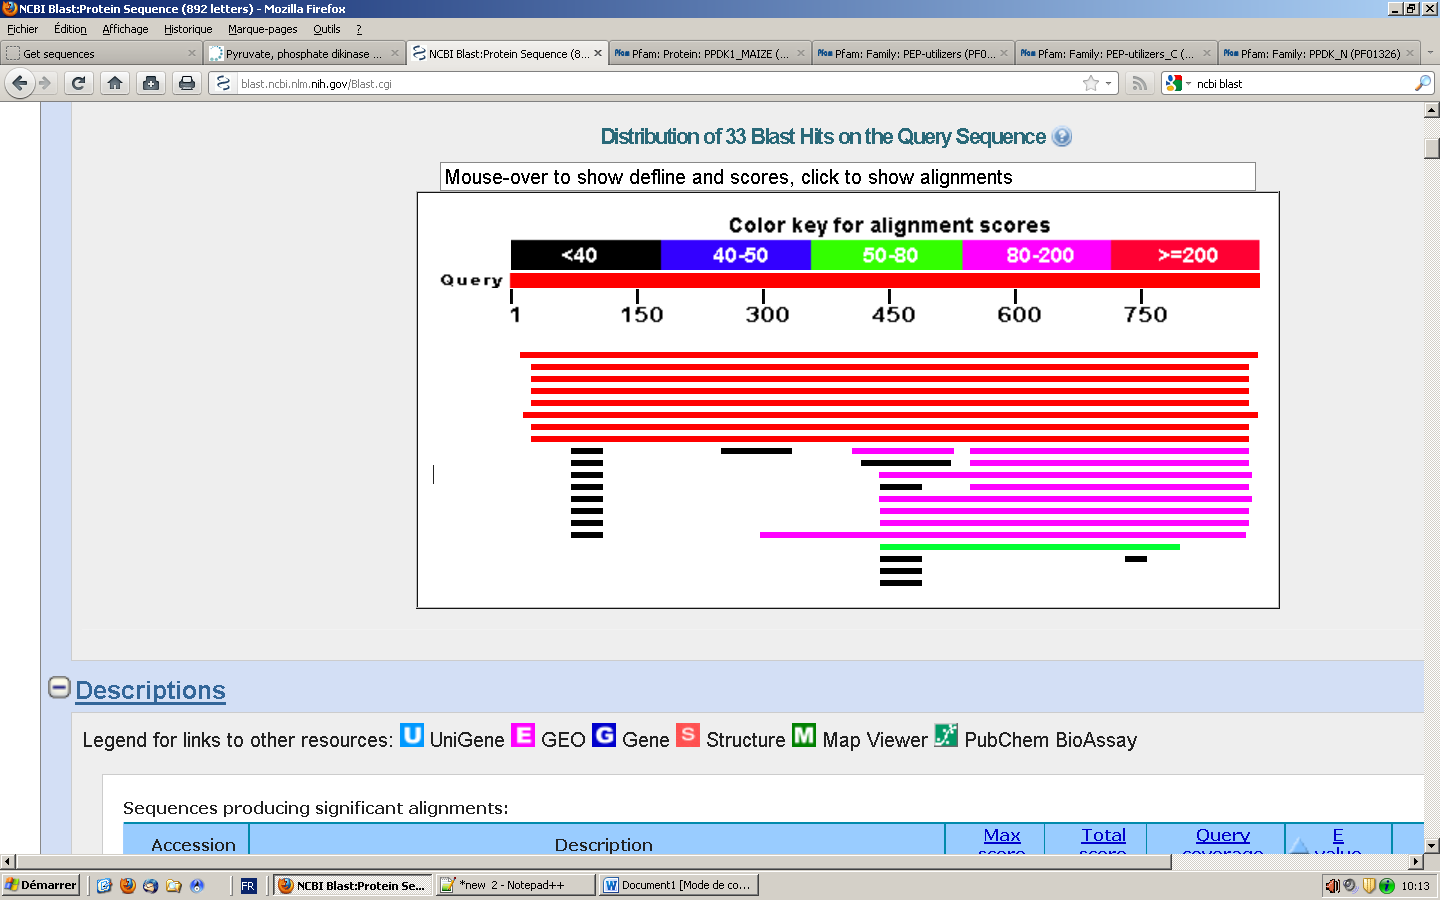 NCBI Blast:Protein Sequence (892 letters) - Mozilla Firefox
Fichier Édition Affichage Historique Marque-pages Outils ?
Get sequences
Pyruvate, phosphate dikinase ...
NCBI Blast:Protein Sequence (8...
Pfam: Protein: PPDK1_MAIZE (...
Pfam: Family: PEP-utilizers (PF0...
Pfam: Family: PEP-utilizers_C (...
Pfam: Family: PPDK_N (PF01326)
blast.ncbi.nlm.nih.gov/Blast.cgi
ncbi blast
Distribution of 33 Blast Hits on the Query Sequence ?
Mouse-over to show defline and scores, click to show alignments
Color key for alignment scores
<40 40-50 50-80 80-200 >=200
Query
1 150 300 450 600 750
Descriptions
Legend for links to other resources: U UniGene E GEO G Gene S Structure M Map Viewer PubChem BioAssay
Sequences producing significant alignments:
Accession Description Max score Total score Query coverage E value
Démarrer FR NCBI Blast:Protein Se... *new 2 - Notepad++ Document1 [Mode de co... 10:13